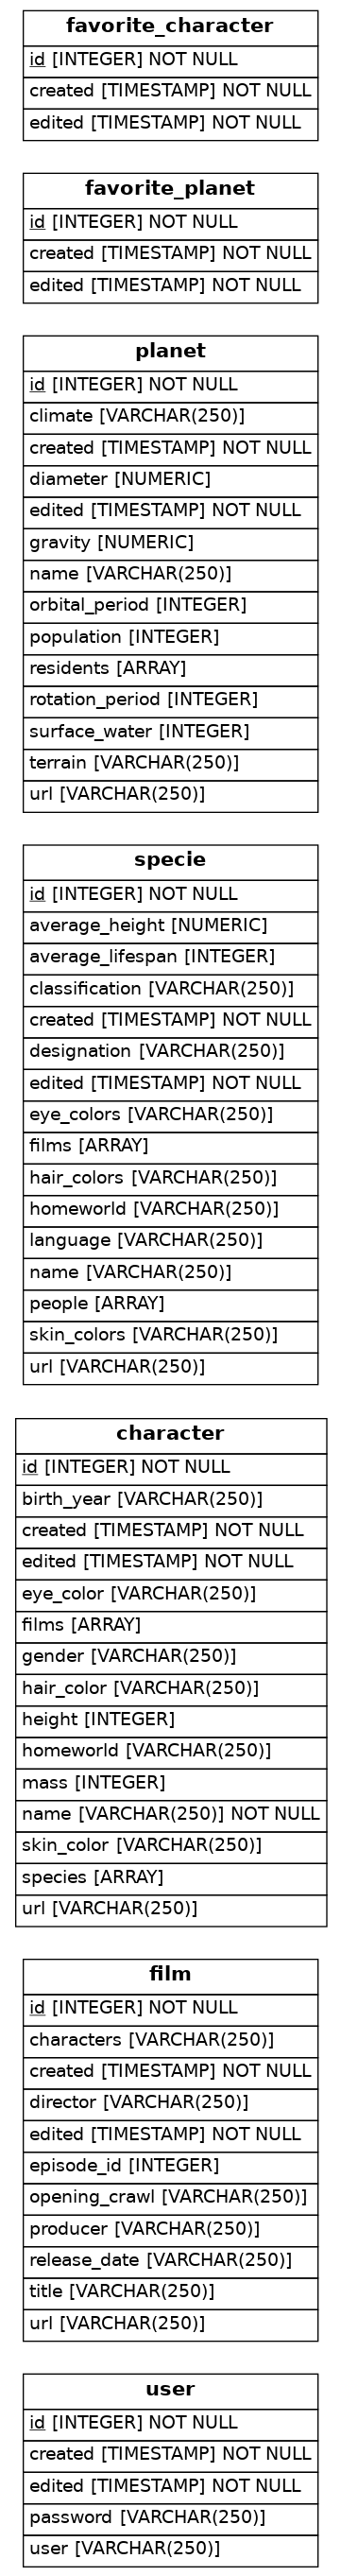 favorite_character
id [INTEGER] NOT NULL
created [TIMESTAMP] NOT NULL
edited [TIMESTAMP] NOT NULL
favorite_planet
id [INTEGER] NOT NULL
created [TIMESTAMP] NOT NULL
edited [TIMESTAMP] NOT NULL
planet
id [INTEGER] NOT NULL
climate [VARCHAR(250)]
created [TIMESTAMP] NOT NULL
diameter [NUMERIC]
edited [TIMESTAMP] NOT NULL
gravity [NUMERIC]
name [VARCHAR(250)]
orbital_period [INTEGER]
population [INTEGER]
residents [ARRAY]
rotation_period [INTEGER]
surface_water [INTEGER]
terrain [VARCHAR(250)]
url [VARCHAR(250)]
specie
id [INTEGER] NOT NULL
average_height [NUMERIC]
average_lifespan [INTEGER]
classification [VARCHAR(250)]
created [TIMESTAMP] NOT NULL
designation [VARCHAR(250)]
edited [TIMESTAMP] NOT NULL
eye_colors [VARCHAR(250)]
films [ARRAY]
hair_colors [VARCHAR(250)]
homeworld [VARCHAR(250)]
language [VARCHAR(250)]
name [VARCHAR(250)]
people [ARRAY]
skin_colors [VARCHAR(250)]
url [VARCHAR(250)]
character
id [INTEGER] NOT NULL
birth_year [VARCHAR(250)]
created [TIMESTAMP] NOT NULL
edited [TIMESTAMP] NOT NULL
eye_color [VARCHAR(250)]
films [ARRAY]
gender [VARCHAR(250)]
hair_color [VARCHAR(250)]
height [INTEGER]
homeworld [VARCHAR(250)]
mass [INTEGER]
name [VARCHAR(250)] NOT NULL
skin_color [VARCHAR(250)]
species [ARRAY]
url [VARCHAR(250)]
film
id [INTEGER] NOT NULL
characters [VARCHAR(250)]
created [TIMESTAMP] NOT NULL
director [VARCHAR(250)]
edited [TIMESTAMP] NOT NULL
episode_id [INTEGER]
opening_crawl [VARCHAR(250)]
producer [VARCHAR(250)]
release_date [VARCHAR(250)]
title [VARCHAR(250)]
url [VARCHAR(250)]
user
id [INTEGER] NOT NULL
created [TIMESTAMP] NOT NULL
edited [TIMESTAMP] NOT NULL
password [VARCHAR(250)]
user [VARCHAR(250)]